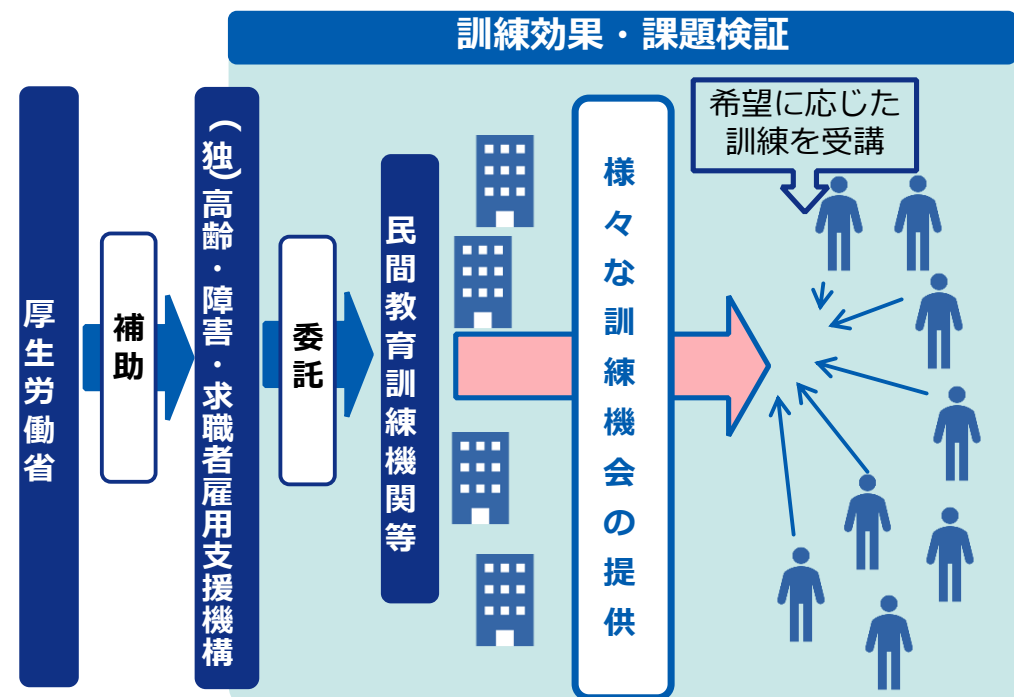 訓練効果・課題検証
厚生労働省
補助
(独)高齢・障害・求職者雇用支援機構
委託
民間教育訓練機関等
様々な訓練機会の提供
希望に応じた
訓練を受講